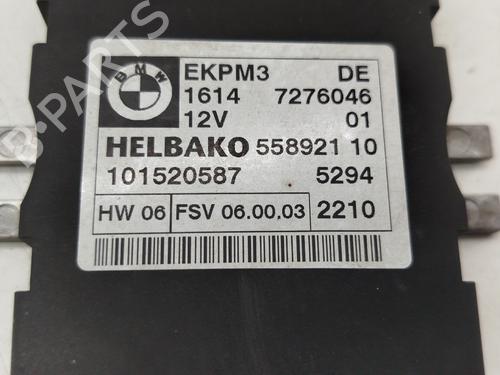 BMW
EKPM3 DE
1614 7276046
12V 01
HELBAKO 558921 10
101520587 5294
HW 06 FSV 06.00.03 2210
B-PARTS